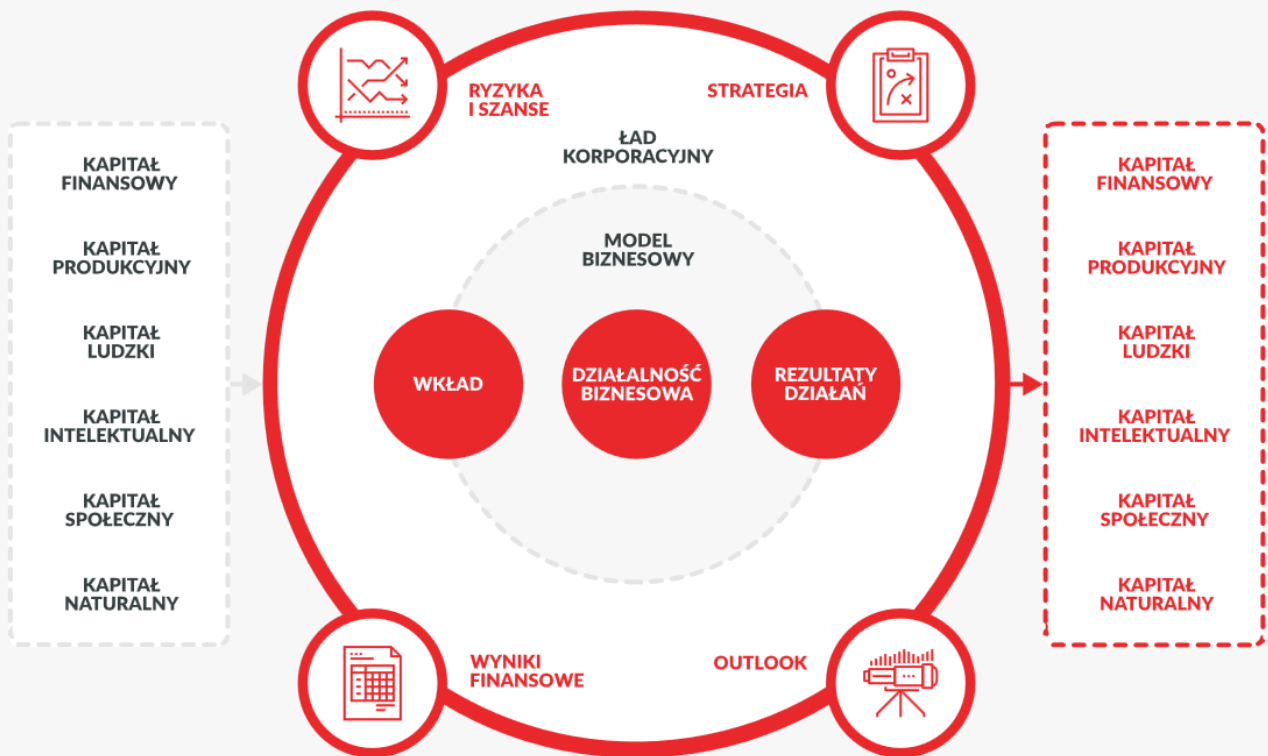 KAPITAŁ
FINANSOWY
KAPITAŁ
PRODUKCYJNY
KAPITAŁ
LUDZKI
KAPITAŁ
INTELEKTUALNY
KAPITAŁ
SPOŁECZNY
KAPITAŁ
NATURALNY
RYZYKA
I SZANSE
STRATEGIA
ŁAD
KORPORACYJNY
MODEL
BIZNESOWY
WKŁAD
DZIAŁALNOŚĆ
BIZNESOWA
REZULTATY
DZIAŁAŃ
WYNIKI
FINANSOWE
OUTLOOK
KAPITAŁ
FINANSOWY
KAPITAŁ
PRODUKCYJNY
KAPITAŁ
LUDZKI
KAPITAŁ
INTELEKTUALNY
KAPITAŁ
SPOŁECZNY
KAPITAŁ
NATURALNY